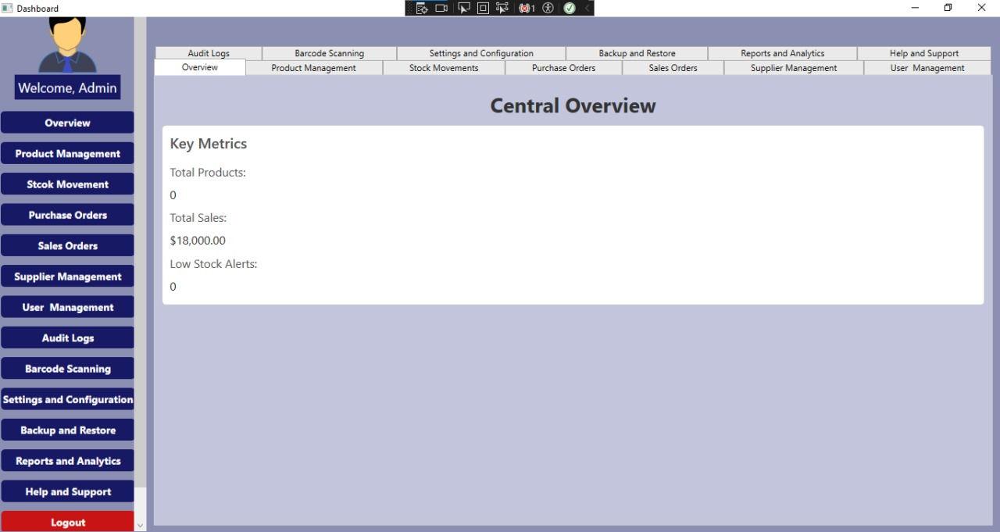 Dashboard
1
Welcome, Admin
Overview
Product Management
Stcok Movement
Purchase Orders
Sales Orders
Supplier Management
User  Management
Audit Logs
Barcode Scanning
Settings and Configuration
Backup and Restore
Reports and Analytics
Help and Support
Logout
Audit Logs Barcode Scanning Settings and Configuration Backup and Restore Reports and Analytics Help and Support
Overview Product Management Stock Movements Purchase Orders Sales Orders Supplier Management User  Management
Central Overview
Key Metrics
Total Products:
0
Total Sales:
$18,000.00
Low Stock Alerts:
0